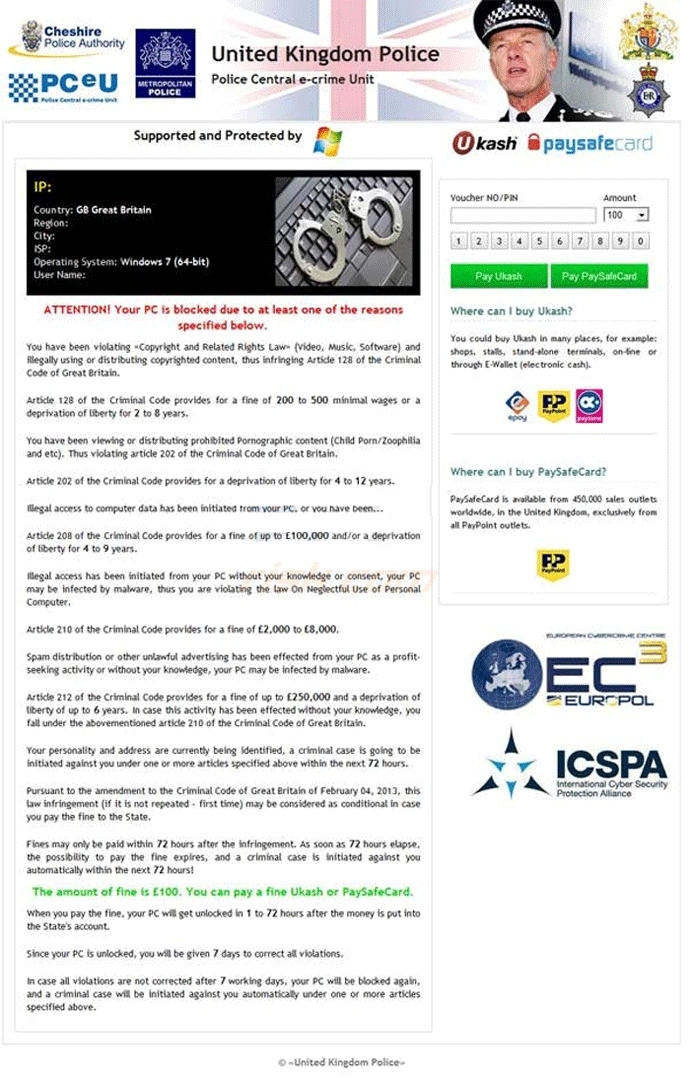 Cheshire
Police Authority
PCeU
Police Central e-crime Unit
METROPOLITAN
POLICE
United Kingdom Police
Police Central e-crime Unit
Supported and Protected by
IP:
Country: GB Great Britain
Region:
City:
ISP:
Operating System: Windows 7 (64-bit)
User Name:
ATTENTION! Your PC is blocked due to at least one of the reasons
specified below.
You have been violating «Copyright and Related Rights Law» (Video, Music, Software) and
illegally using or distributing copyrighted content, thus infringing Article 128 of the Criminal
Code of Great Britain.
Article 128 of the Criminal Code provides for a fine of 200 to 500 minimal wages or a
deprivation of liberty for 2 to 8 years.
You have been viewing or distributing prohibited Pornographic content (Child Porn/Zoophilia
and etc). Thus violating article 202 of the Criminal Code of Great Britain.
Article 202 of the Criminal Code provides for a deprivation of liberty for 4 to 12 years.
Illegal access to computer data has been initiated from your PC, or you have been...
Article 208 of the Criminal Code provides for a fine of up to £100,000 and/or a deprivation
of liberty for 4 to 9 years.
Illegal access has been initiated from your PC without your knowledge or consent, your PC
may be infected by malware, thus you are violating the law On Neglectful Use of Personal
Computer.
Article 210 of the Criminal Code provides for a fine of £2,000 to £8,000.
Spam distribution or other unlawful advertising has been effected from your PC as a profit-
seeking activity or without your knowledge, your PC may be infected by malware.
Article 212 of the Criminal Code provides for a fine of up to £250,000 and a deprivation of
liberty of up to 6 years. In case this activity has been effected without your knowledge, you
fall under the abovementioned article 210 of the Criminal Code of Great Britain.
Your personality and address are currently being identified, a criminal case is going to be
initiated against you under one or more articles specified above within the next 72 hours.
Pursuant to the amendment to the Criminal Code of Great Britain of February 04, 2013, this
law infringement (if it is not repeated - first time) may be considered as conditional in case
you pay the fine to the State.
Fines may only be paid within 72 hours after the infringement. As soon as 72 hours elapse,
the possibility to pay the fine expires, and a criminal case is initiated against you
automatically within the next 72 hours!
The amount of fine is £100. You can pay a fine Ukash or PaySafeCard.
When you pay the fine, your PC will get unlocked in 1 to 72 hours after the money is put into
the State's account.
Since your PC is unlocked, you will be given 7 days to correct all violations.
In case all violations are not corrected after 7 working days, your PC will be blocked again,
and a criminal case will be initiated against you automatically under one or more articles
specified above.
Ukash paysafecard
Voucher NO/PIN Amount
100
1 2 3 4 5 6 7 8 9 0
Pay Ukash Pay PaySafeCard
Where can I buy Ukash?
You could buy Ukash in many places, for example:
shops, stalls, stand-alone terminals, on-line or
through E-Wallet (electronic cash).
epay PayPoint payzone
Where can I buy PaySafeCard?
PaySafeCard is available from 450,000 sales outlets
worldwide, in the United Kingdom, exclusively from
all PayPoint outlets.
PayPoint
EUROPEAN CYBERCRIME CENTRE
EC3
EUROPOL
ICSPA
International Cyber Security
Protection Alliance
© «United Kingdom Police»